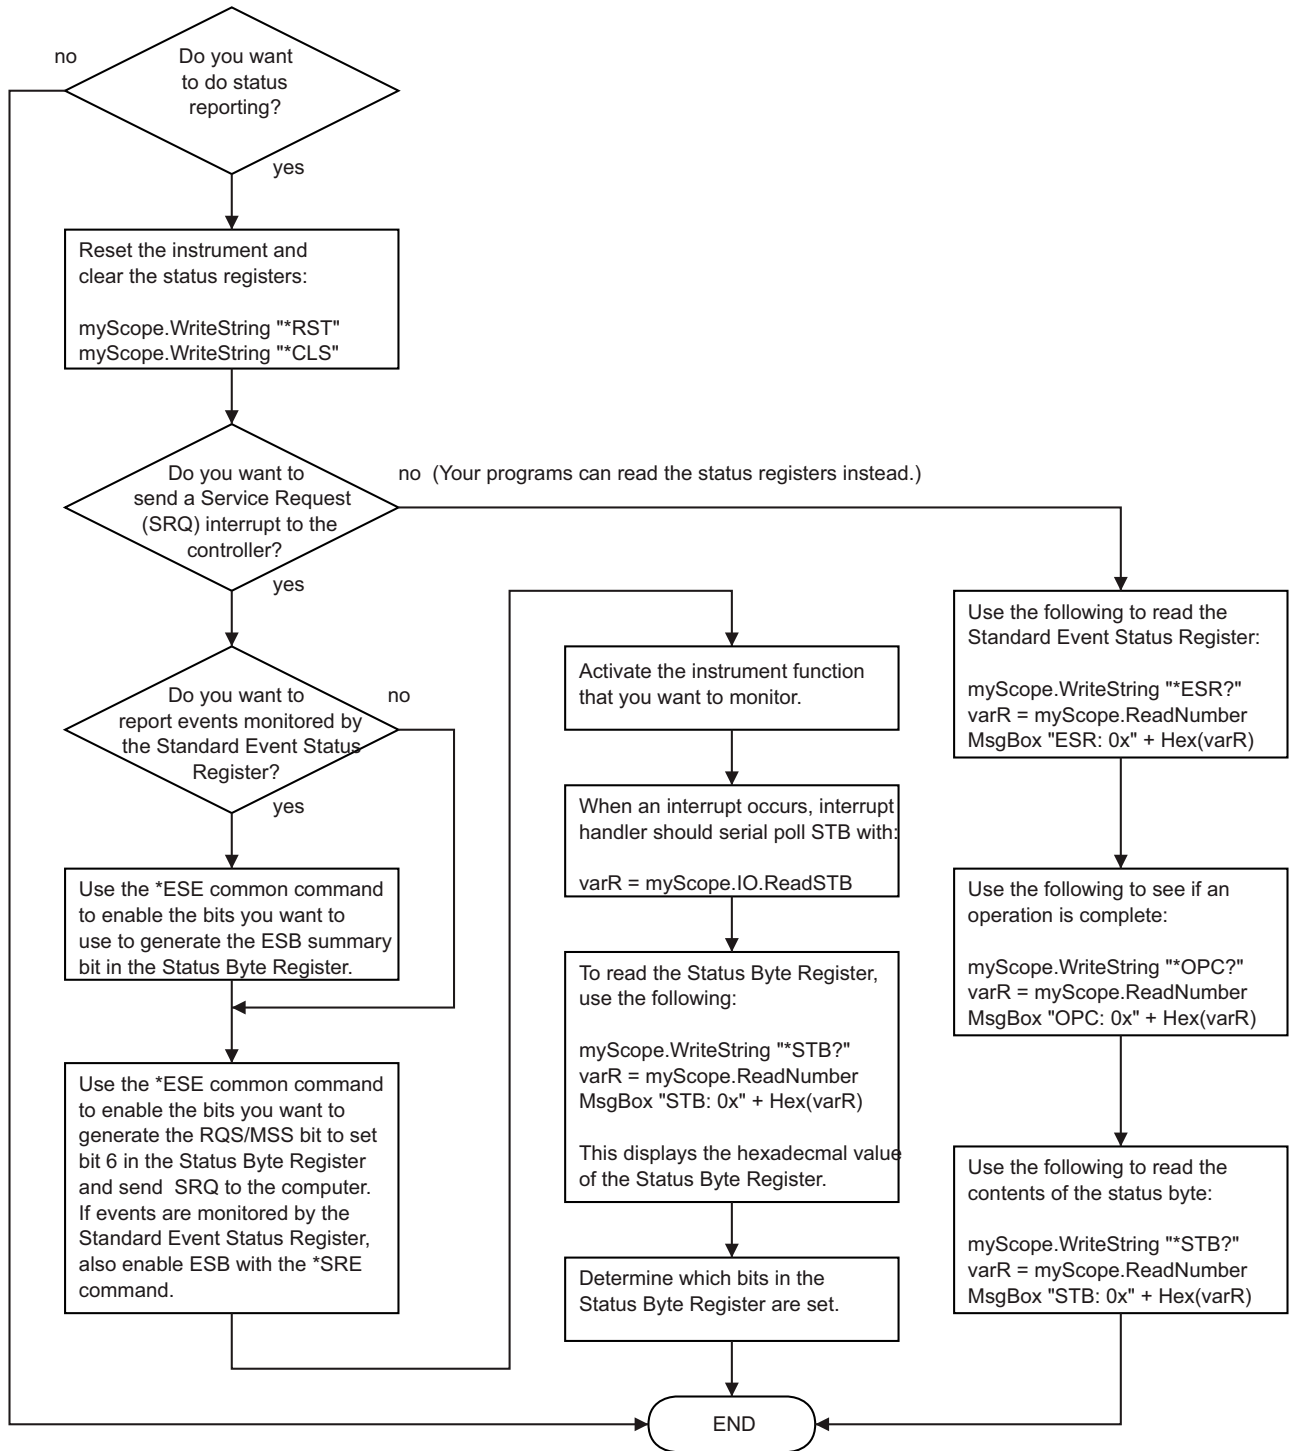 no
Do you want
to do status
reporting?
yes
Reset the instrument and
clear the status registers:
myScope.WriteString "*RST"
myScope.WriteString "*CLS"
Do you want to
send a Service Request
(SRQ) interrupt to the
controller?
no (Your programs can read the status registers instead.)
yes
Do you want to
report events monitored by
the Standard Event Status
Register?
no
yes
Use the *ESE common command
to enable the bits you want to
use to generate the ESB summary
bit in the Status Byte Register.
Use the *ESE common command
to enable the bits you want to
generate the RQS/MSS bit to set
bit 6 in the Status Byte Register
and send SRQ to the computer.
If events are monitored by the
Standard Event Status Register,
also enable ESB with the *SRE
command.
Activate the instrument function
that you want to monitor.
When an interrupt occurs, interrupt
handler should serial poll STB with:
varR = myScope.IO.ReadSTB
To read the Status Byte Register,
use the following:
myScope.WriteString "*STB?"
varR = myScope.ReadNumber
MsgBox "STB: 0x" + Hex(varR)
This displays the hexadecmal value
of the Status Byte Register.
Determine which bits in the
Status Byte Register are set.
Use the following to read the
Standard Event Status Register:
myScope.WriteString "*ESR?"
varR = myScope.ReadNumber
MsgBox "ESR: 0x" + Hex(varR)
Use the following to see if an
operation is complete:
myScope.WriteString "*OPC?"
varR = myScope.ReadNumber
MsgBox "OPC: 0x" + Hex(varR)
Use the following to read the
contents of the status byte:
myScope.WriteString "*STB?"
varR = myScope.ReadNumber
MsgBox "STB: 0x" + Hex(varR)
END